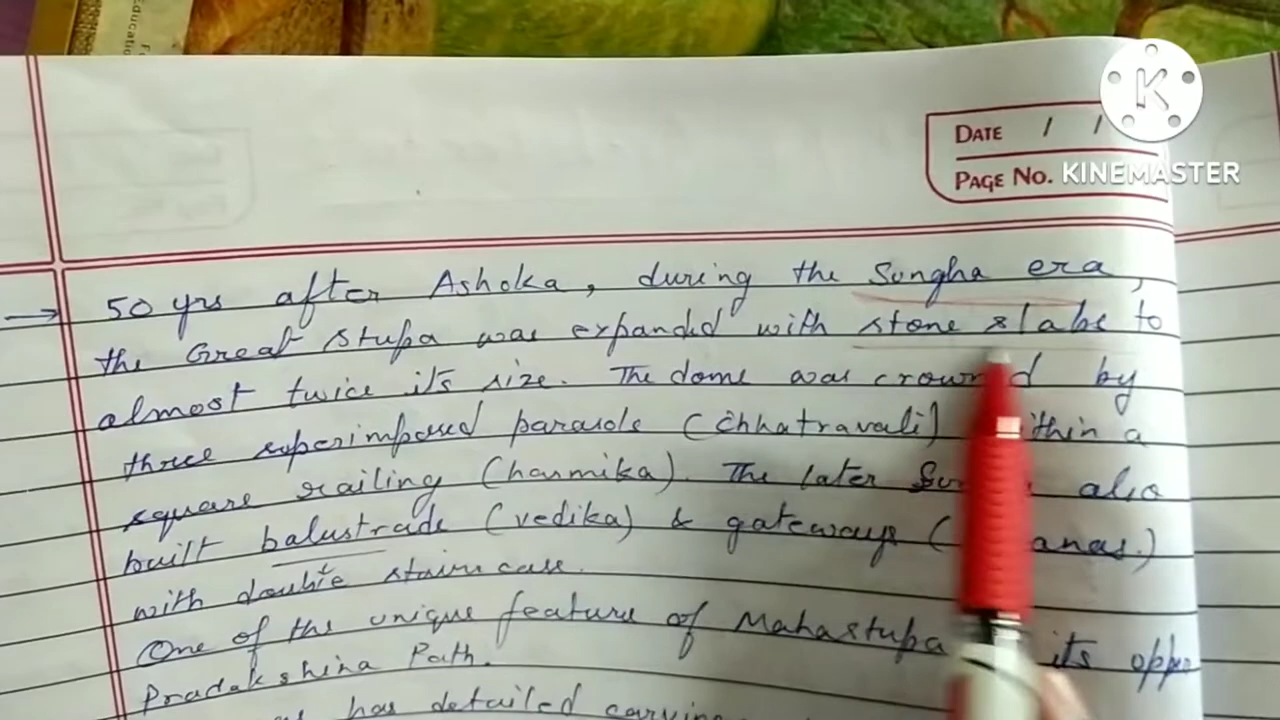 Education
DATE / /
PAGE No.
K
KINEMASTER
→ 50 yrs after Ashoka, during the Sungha era,
the Great Stupa was expanded with stone slabs to
almost twice its size. The dome was crowned by
three superimposed parasols (Chhatravali) within a
square railing (harmika). The later also
built balustrade (vedika) & gateways (
with double staircase.
One of the unique feature of Mahastupa its
Pradakshina Path.
has detailed